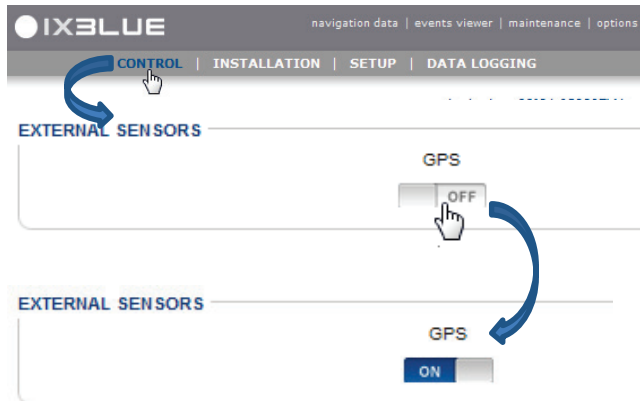 IXBLUE
navigation data | events viewer | maintenance | options
CONTROL | INSTALLATION | SETUP | DATA LOGGING
EXTERNAL SENSORS
GPS
OFF
EXTERNAL SENSORS
GPS
ON